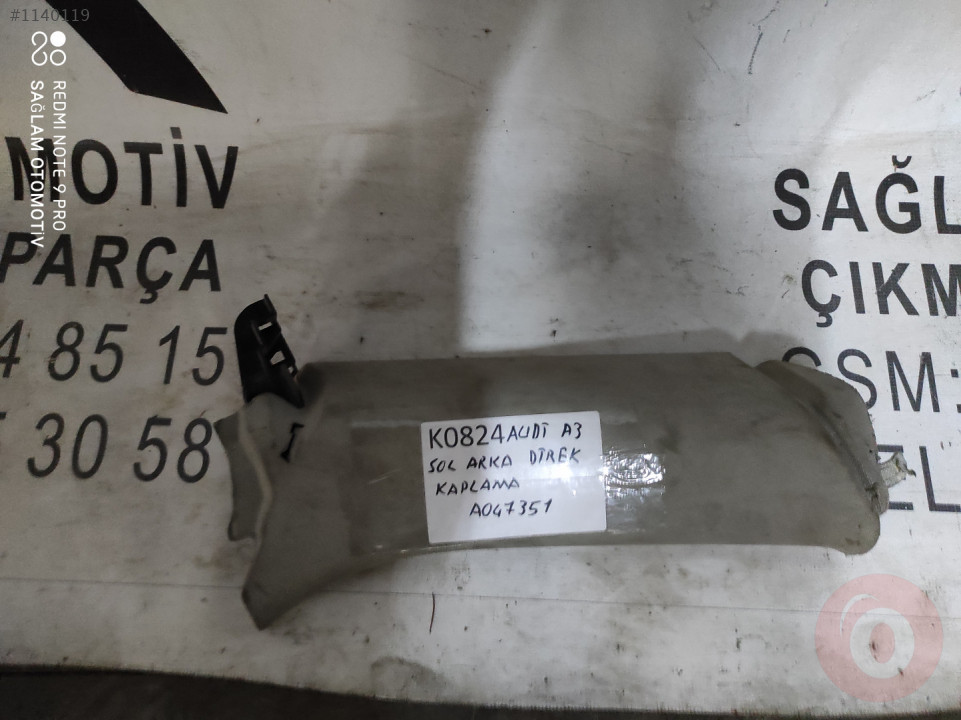 #1140119
REDMI NOTE 9 PRO
SAĞLAM OTOMOTİV
MOTİV
PARÇA
4 85 15
30 58
SAĞL
ÇIKM
GSM:
K0824 AUDİ A3
SOL ARKA DİREK
KAPLAMA
A047351